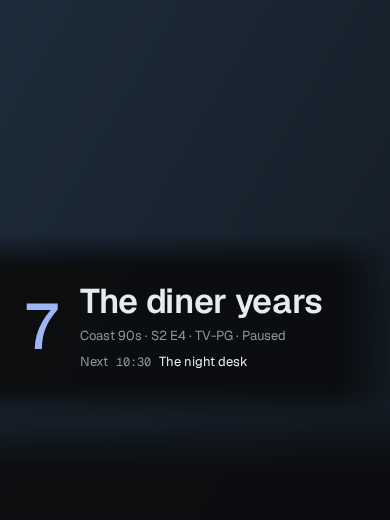 7
The diner years
Coast 90s · S2 E4 · TV-PG · Paused
Next 10:30 The night desk